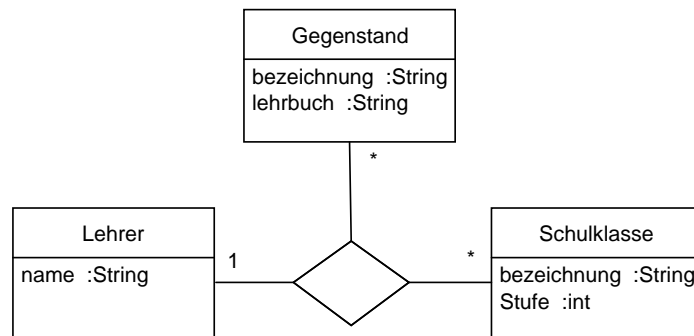 Gegenstand
bezeichnung :String
lehrbuch :String
*
Lehrer
name :String
1
*
Schulklasse
bezeichnung :String
Stufe :int